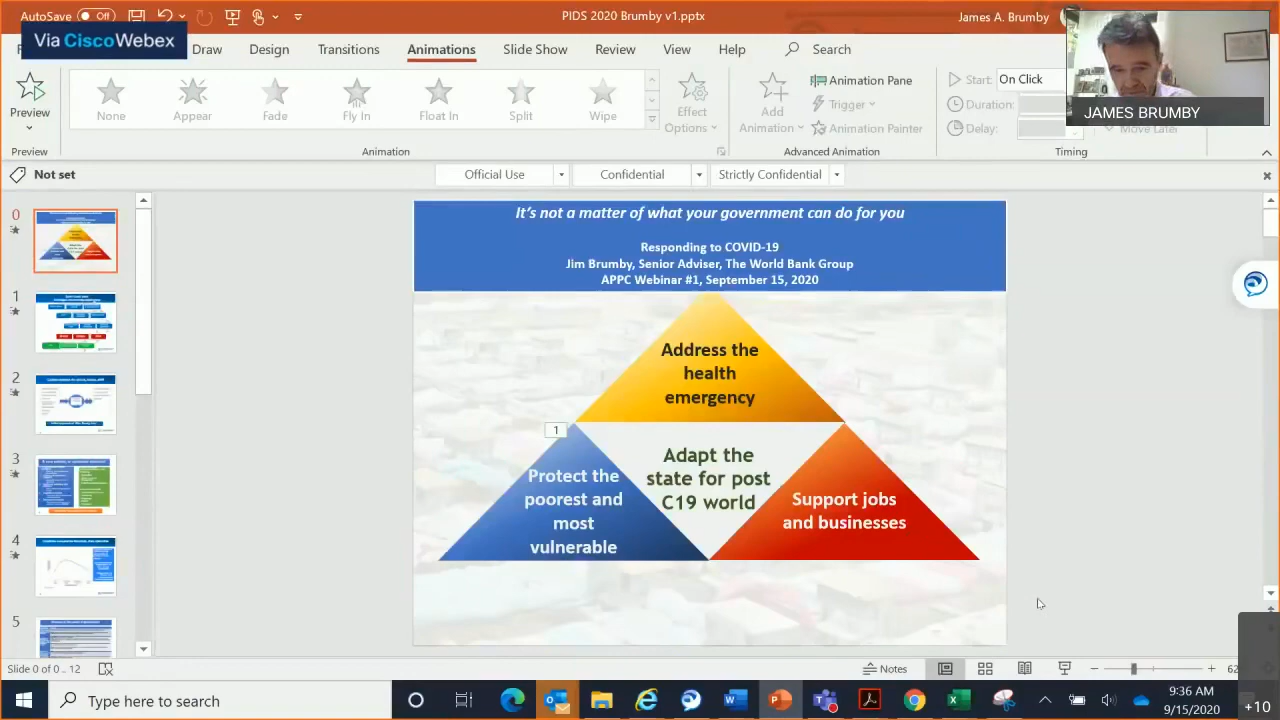 AutoSave Off
PIDS 2020 Brumby v1.pptx
James A. Brumby
Via CiscoWebex
Draw Design Transitions Animations Slide Show Review View Help Search
Preview
None Appear Fade Fly In Float In Split Wipe
Effect
Options
Add
Animation
Animation Pane
Trigger
Animation Painter
Start: On Click
Duration:
Delay:
Move Later
JAMES BRUMBY
Preview
Animation
Advanced Animation
Timing
Not set
Official Use
Confidential
Strictly Confidential
0
1
2
3
4
5
It's not a matter of what your government can do for you
Responding to COVID-19
Jim Brumby, Senior Adviser, The World Bank Group
APPC Webinar #1, September 15, 2020
Address the
health
emergency
1
Protect the
poorest and
most
vulnerable
Adapt the
state for post
C19 world
Support jobs
and businesses
Slide 0 of 0 .. 12
Notes
62
Type here to search
9:36 AM
9/15/2020
+10